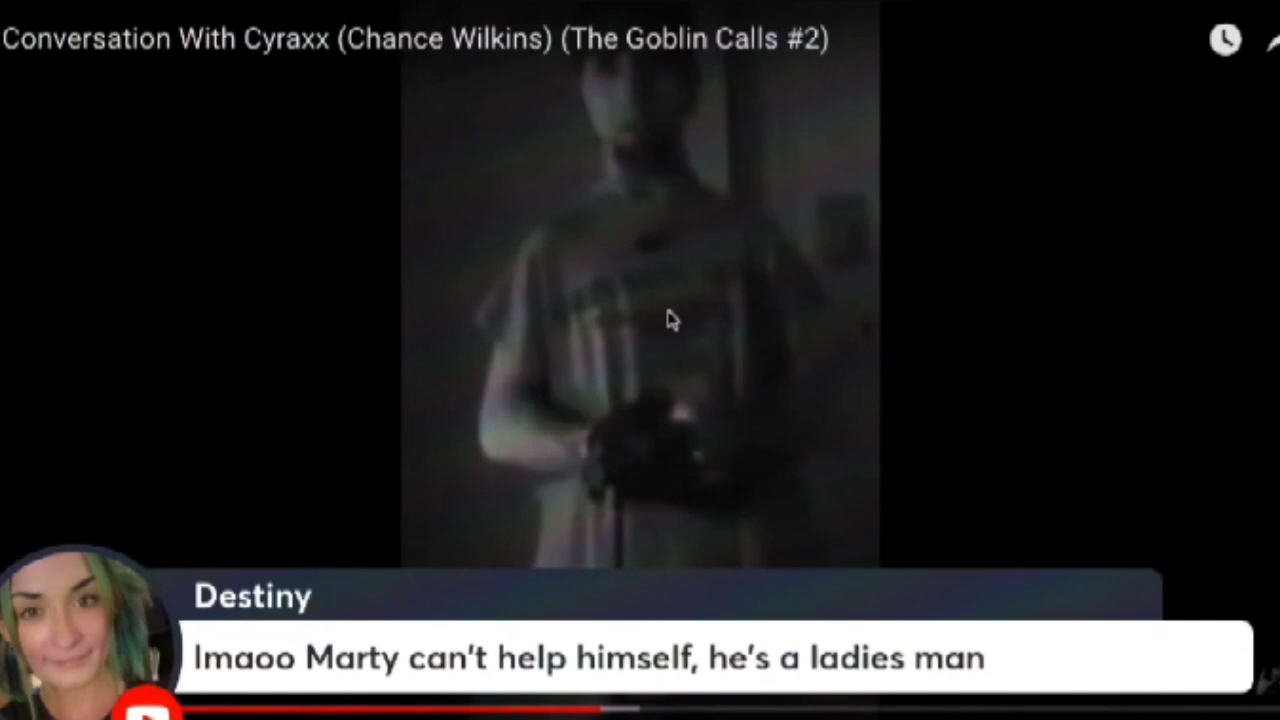 Conversation With Cyraxx (Chance Wilkins) (The Goblin Calls #2)
Destiny
lmaoo Marty can't help himself, he's a ladies man